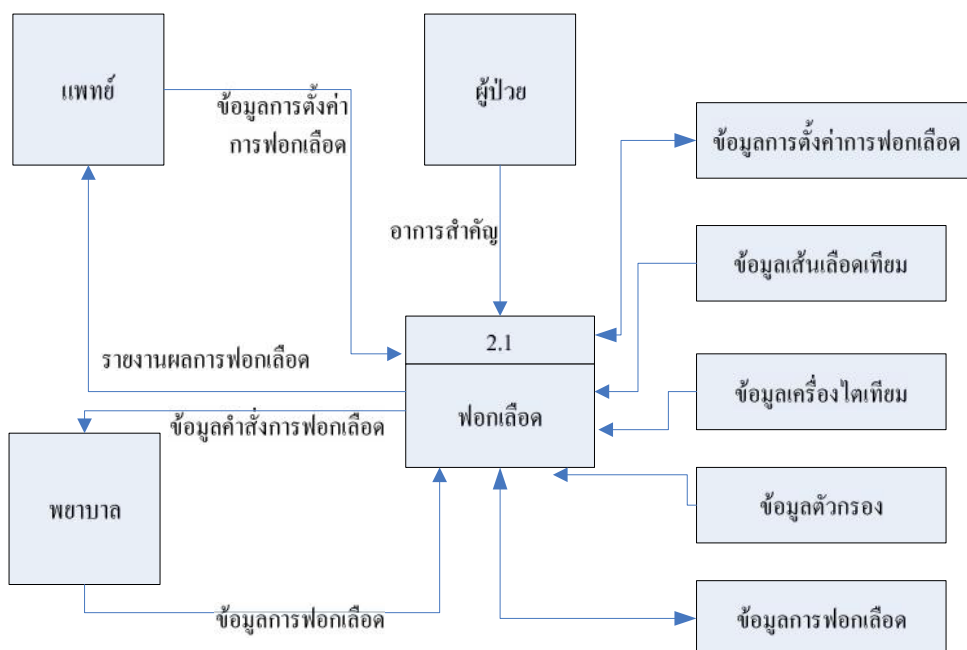 แพทย์
ข้อมูลการตั้งค่า
การฟอกเลือด
ผู้ป่วย
ข้อมูลการตั้งค่าการฟอกเลือด
อาการสำคัญ
ข้อมูลเส้นเลือดเทียม
2.1
รายงานผลการฟอกเลือด
ข้อมูลเครื่องไตเทียม
ข้อมูลคำสั่งการฟอกเลือด
ฟอกเลือด
พยาบาล
ข้อมูลตัวกรอง
ข้อมูลการฟอกเลือด
ข้อมูลการฟอกเลือด